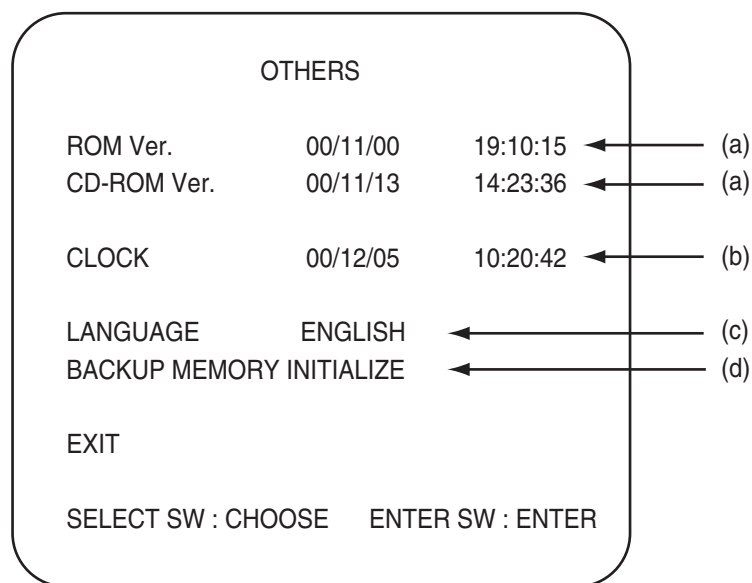 OTHERS
ROM Ver. 00/11/00 19:10:15 (a)
CD-ROM Ver. 00/11/13 14:23:36 (a)
CLOCK 00/12/05 10:20:42 (b)
LANGUAGE ENGLISH (c)
BACKUP MEMORY INITIALIZE (d)
EXIT
SELECT SW : CHOOSE ENTER SW : ENTER